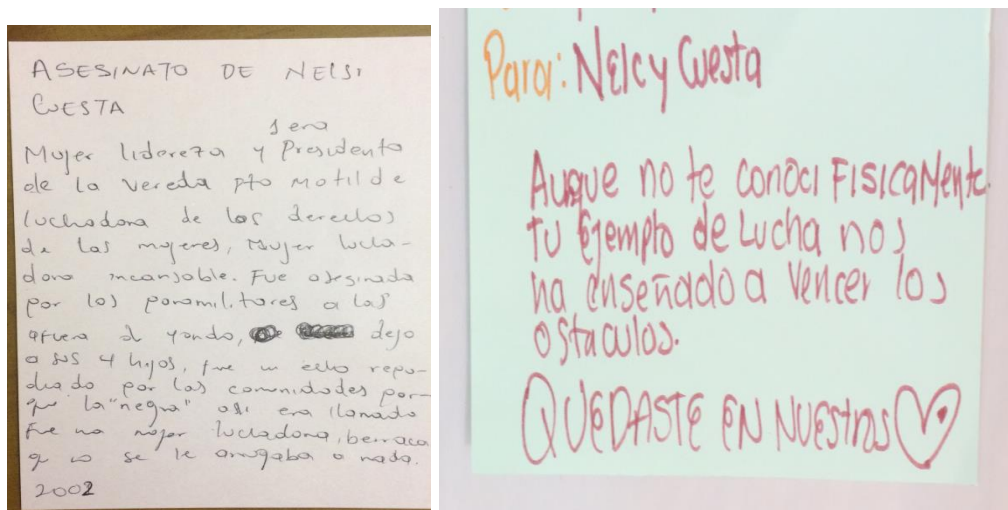 ASESINATO DE NELSI
CUESTA
1era
Mujer lidereza y Presidenta
de la vereda pto Matilde
luchadora de los derechos
de las mujeres, Mujer lucha-
dora incansable. Fue asesinada
por los paramilitares a las
afuera d yondo, dejo
a sus 4 hijos, fue un echo repu-
diado por las comunidades por-
que la "negra" asi era llamada
Fue na mujer luchadora, berraca
q no se le arrugaba a nada.
2002
Para: Nelcy Cuesta
Auque no te conoci FISICAMente.
tu Ejemplo de Lucha nos
ha enseñado a vencer los
ostaculos.
QUEDASTE EN NUEStros